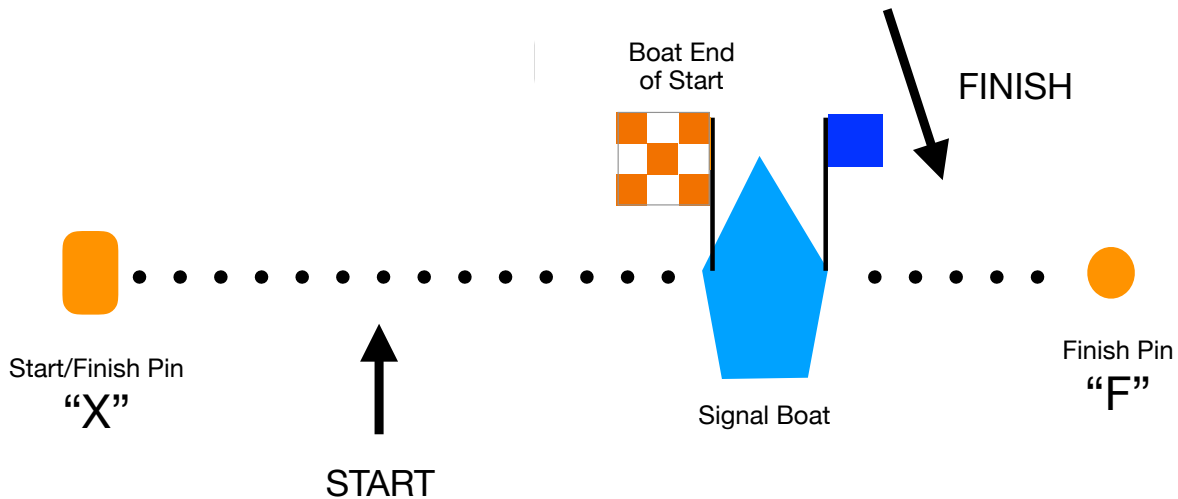 Boat End
of Start
FINISH
Start/Finish Pin
“X”
Finish Pin
“F”
Signal Boat
START